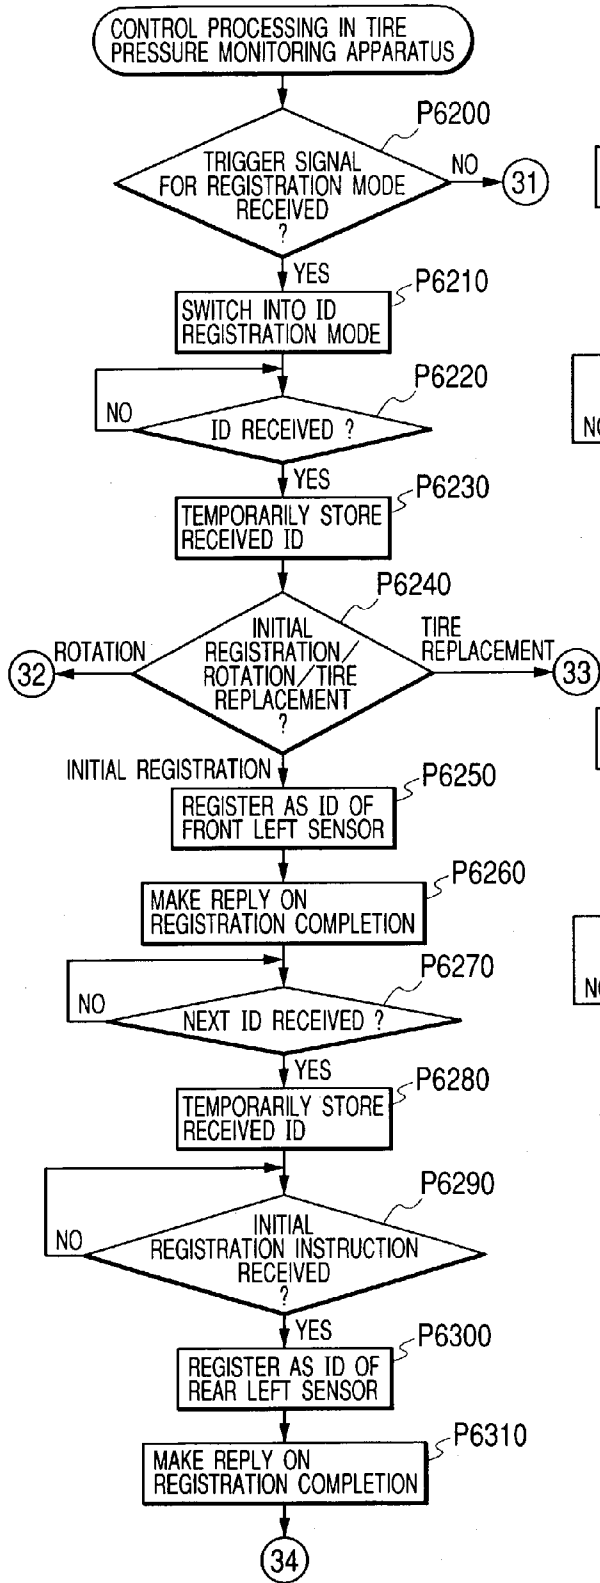 CONTROL PROCESSING IN TIRE
PRESSURE MONITORING APPARATUS
P6200
TRIGGER SIGNAL
FOR REGISTRATION MODE
RECEIVED
?
NO
31
YES
P6210
SWITCH INTO ID
REGISTRATION MODE
P6220
NO
ID RECEIVED ?
YES
P6230
TEMPORARILY STORE
RECEIVED ID
P6240
INITIAL
REGISTRATION/
ROTATION/TIRE
REPLACEMENT
?
ROTATION
32
TIRE
REPLACEMENT
33
INITIAL REGISTRATION
P6250
REGISTER AS ID OF
FRONT LEFT SENSOR
P6260
MAKE REPLY ON
REGISTRATION COMPLETION
P6270
NO
NEXT ID RECEIVED ?
YES
P6280
TEMPORARILY STORE
RECEIVED ID
P6290
NO
INITIAL
REGISTRATION INSTRUCTION
RECEIVED
?
YES
P6300
REGISTER AS ID OF
REAR LEFT SENSOR
P6310
MAKE REPLY ON
REGISTRATION COMPLETION
34